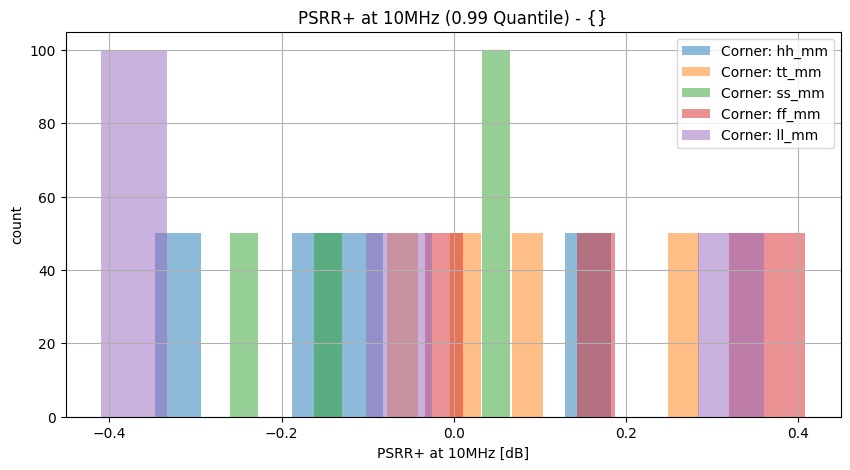 PSRR+ at 10MHz (0.99 Quantile) - {}
100
80
60
40
20
0
count
Corner: hh_mm
Corner: tt_mm
Corner: ss_mm
Corner: ff_mm
Corner: ll_mm
−0.4
−0.2
0.0
0.2
0.4
PSRR+ at 10MHz [dB]